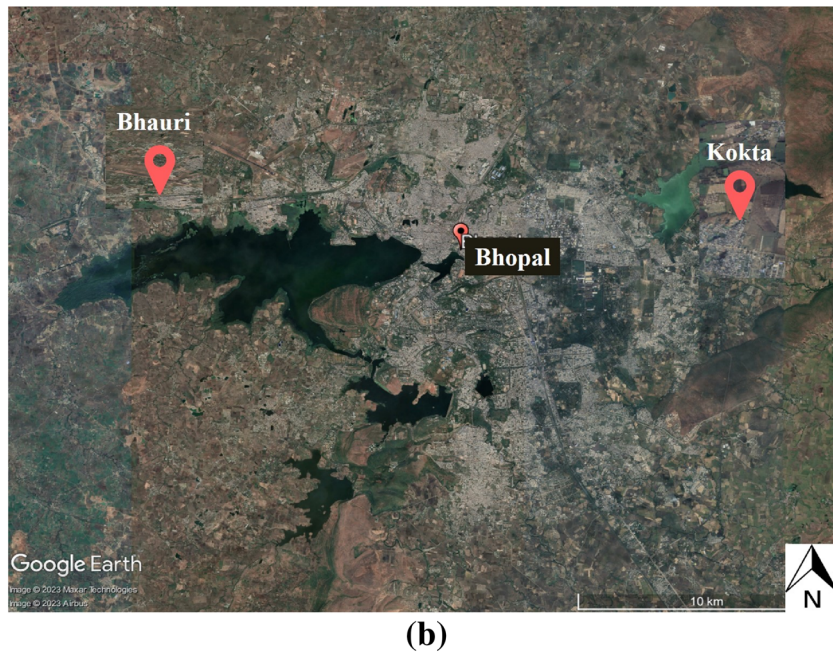 Bhauri
Kokta
Bhopal
Google Earth
Image © 2023 Maxar Technologies
Image © 2023 Airbus
10 km
N
(b)